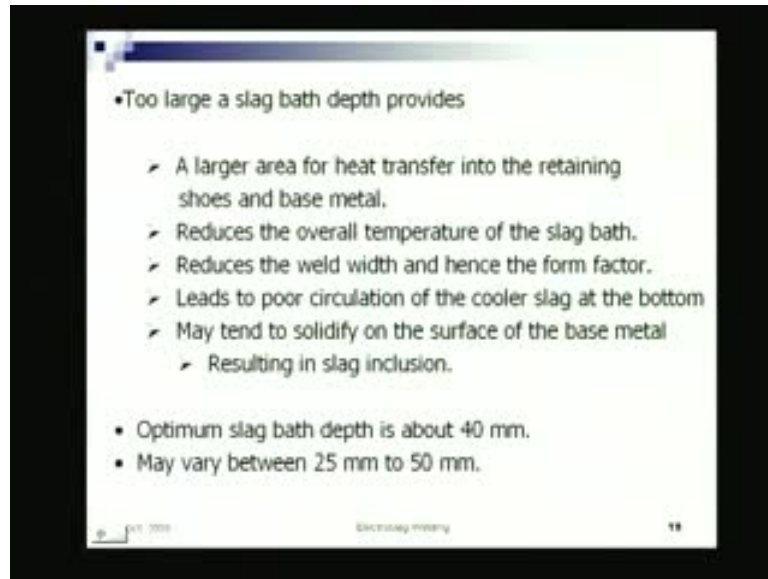 •Too large a slag bath depth provides
➢ A larger area for heat transfer into the retaining
shoes and base metal.
➢ Reduces the overall temperature of the slag bath.
➢ Reduces the weld width and hence the form factor.
➢ Leads to poor circulation of the cooler slag at the bottom
➢ May tend to solidify on the surface of the base metal
➢ Resulting in slag inclusion.
• Optimum slag bath depth is about 40 mm.
• May vary between 25 mm to 50 mm.
Electroslag Welding